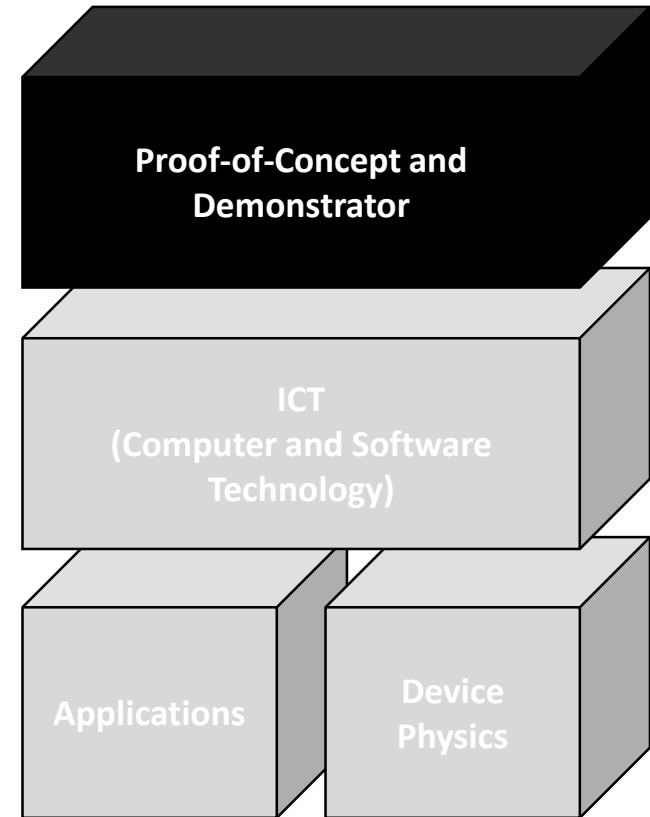 Proof-of-Concept and
Demonstrator
ICT
(Computer and Software
Technology)
Applications
Device
Physics